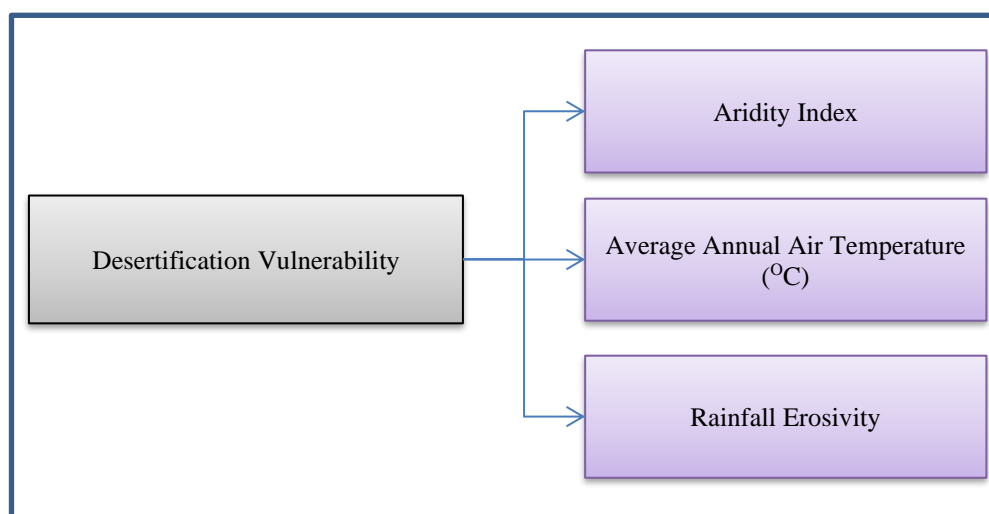 Aridity Index
Desertification Vulnerability
Average Annual Air Temperature
(ᴼC)
Rainfall Erosivity